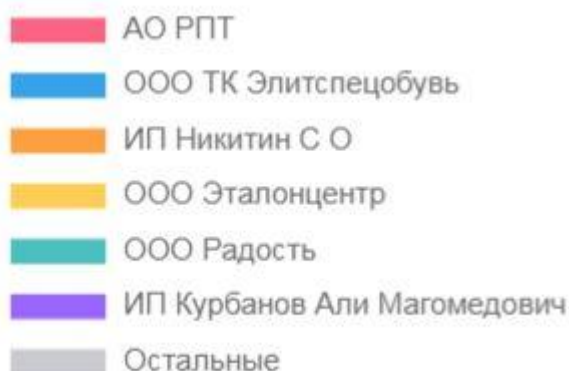 АО РПТ
ООО ТК Элитспецобувь
ИП Никитин С О
ООО Эталонцентр
ООО Радость
ИП Курбанов Али Магомедович
Остальные